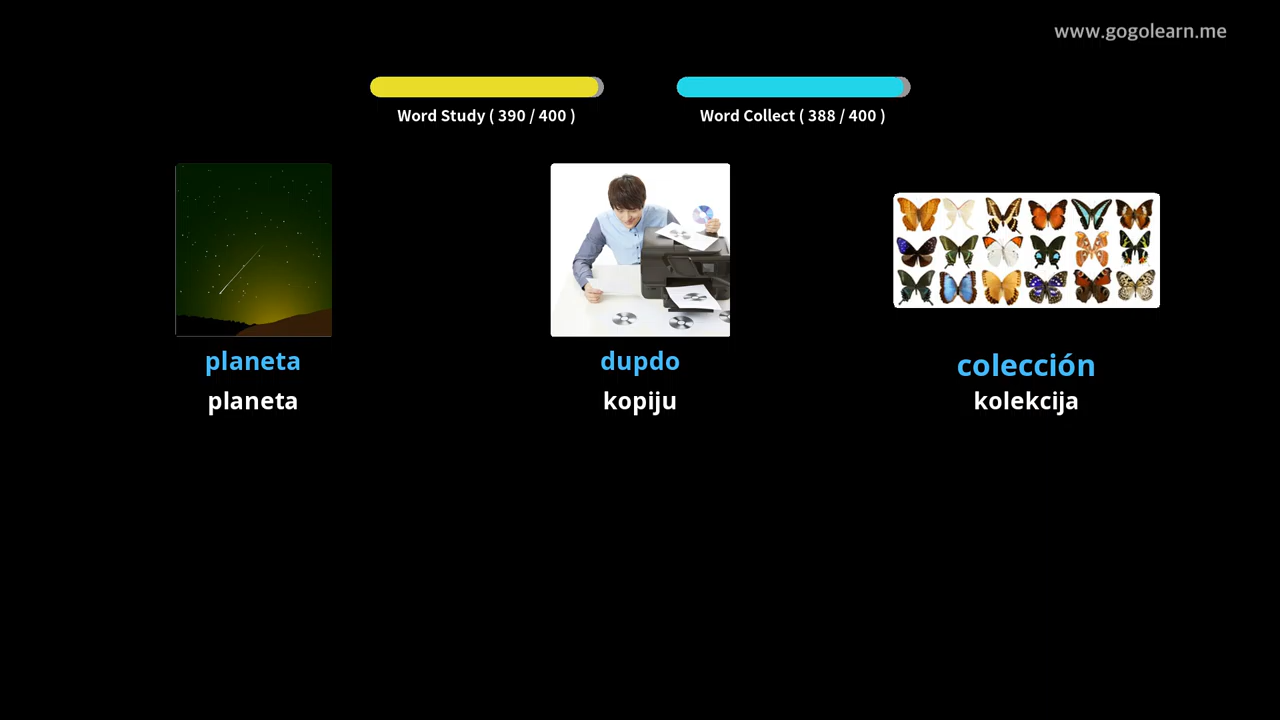 www.gogolearn.me
Word Study ( 390 / 400 )
Word Collect ( 388 / 400 )
planeta
dupdo
colección
planeta
kopiju
kolekcija